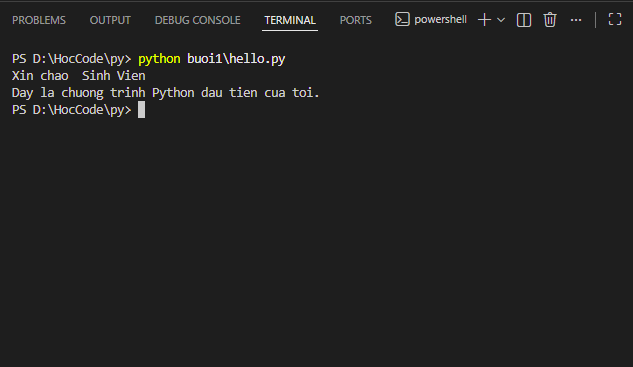 PROBLEMS OUTPUT DEBUG CONSOLE TERMINAL PORTS powershell
PS D:\HocCode\py> python buoi1\hello.py
Xin chao  Sinh Vien
Day la chuong trinh Python dau tien cua toi.
PS D:\HocCode\py>